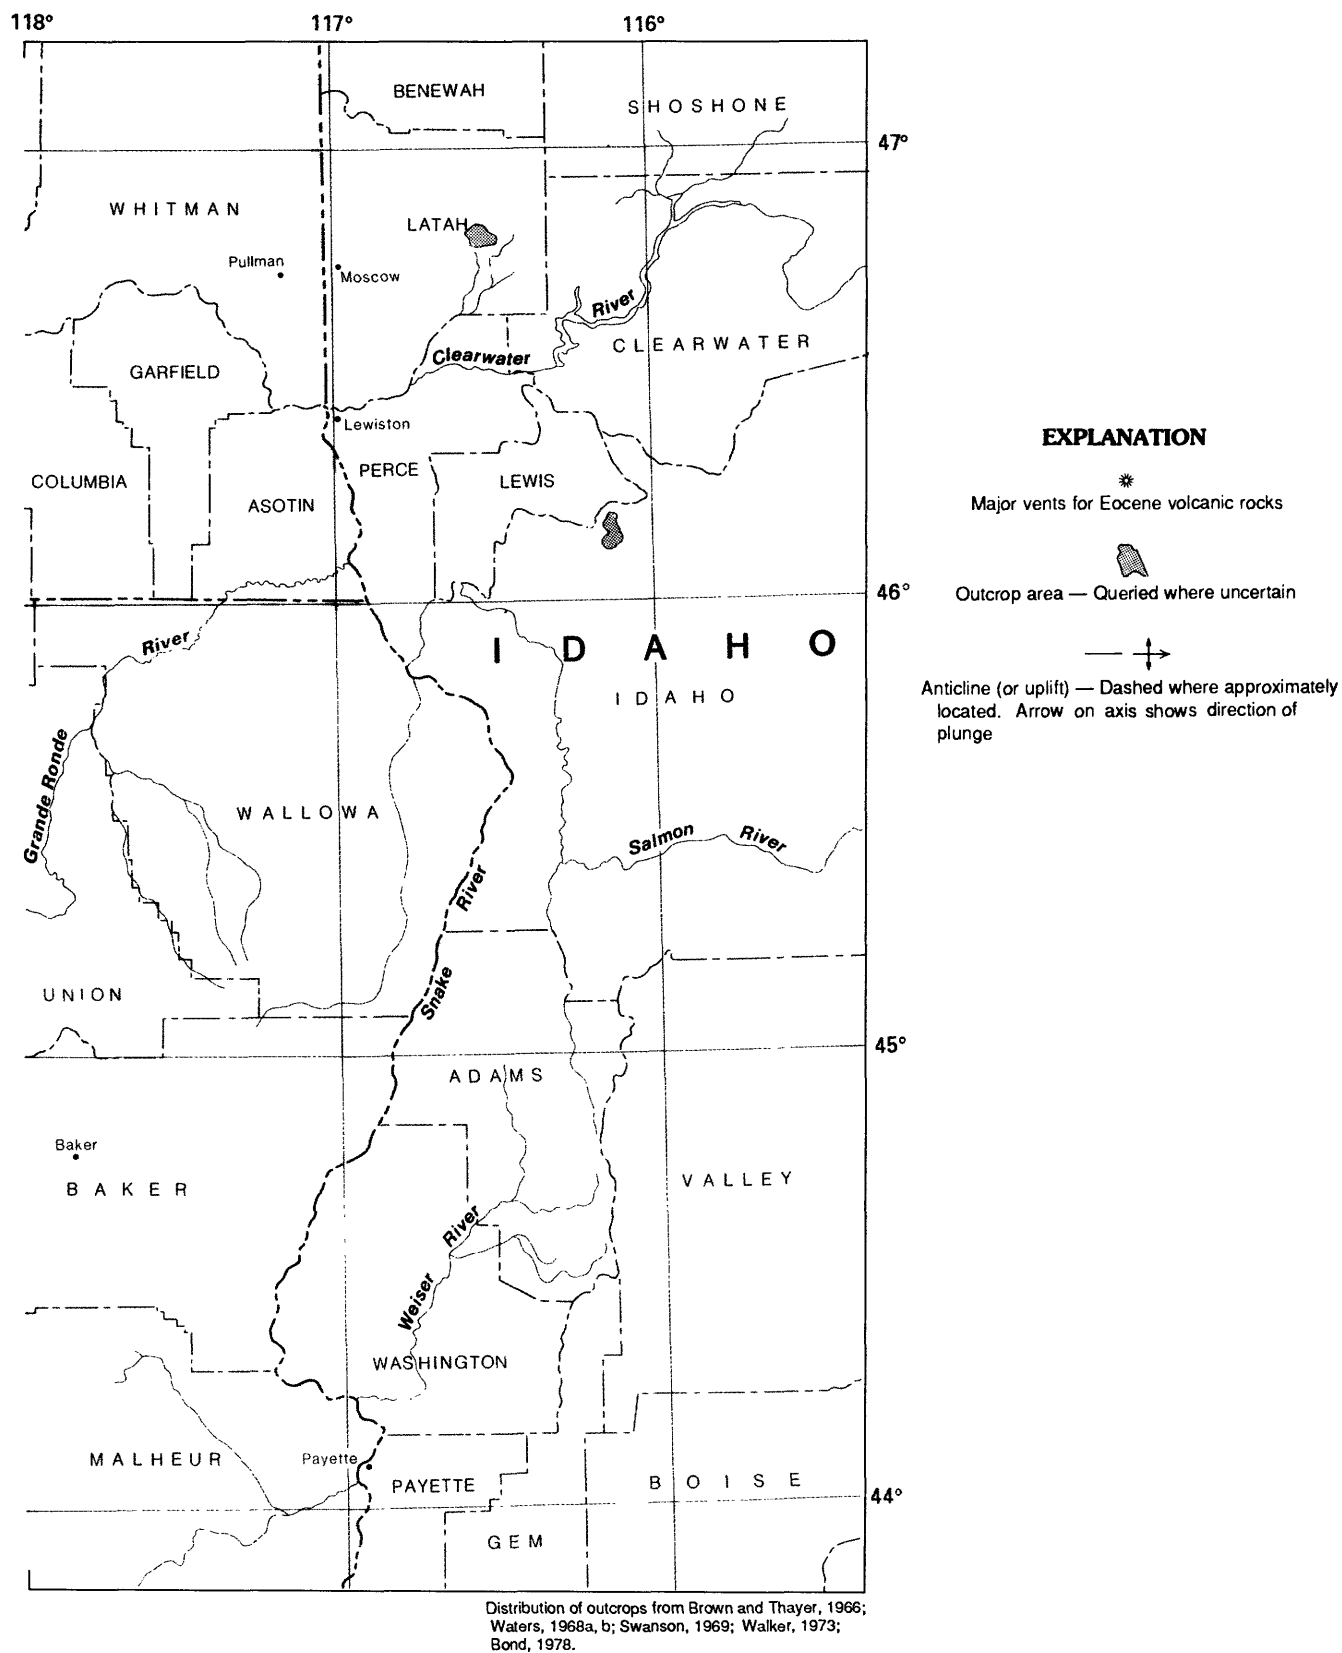 118°
117°
116°
BENEWAH
SHOSHONE
47°
WHITMAN
LATAH
Pullman
Moscow
River
CLEARWATER
Clearwater
GARFIELD
Lewiston
PERCE
COLUMBIA
LEWIS
ASOTIN
EXPLANATION
Major vents for Eocene volcanic rocks
Outcrop area — Queried where uncertain
46°
River
IDAHO
IDAHO
Anticline (or uplift) — Dashed where approximately
located. Arrow on axis shows direction of
plunge
Grande Ronde
WALLOWA
Salmon River
River
Snake
UNION
45°
ADAMS
Baker
BAKER
VALLEY
River
Weiser
WASHINGTON
MALHEUR
Payette
PAYETTE
BOISE
44°
GEM
Distribution of outcrops from Brown and Thayer, 1966;
Waters, 1968a, b; Swanson, 1969; Walker, 1973;
Bond, 1978.